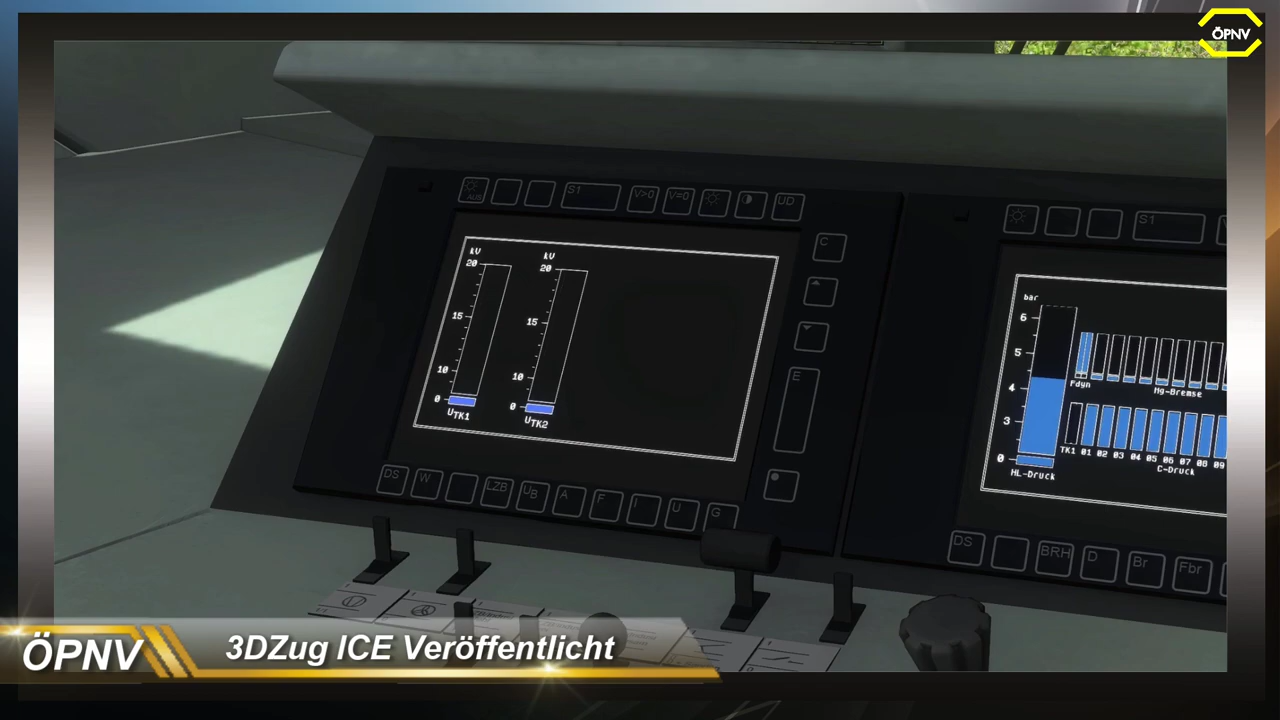 ÖPNV
AUS S1 V>0 V=0 UD
C
E
kV kV
20 20
15 15
10 10
0 0
UTK1 UTK2
DS W LZB UB A F I U G
S1
bar
6
5
4
3
0
HL-Druck
Fdyn Mg-Bremse
TK1 01 02 03 04 05 06 07 08 09
C-Druck
DS BRH D Br Fbr
ÖPNV 3DZug ICE Veröffentlicht